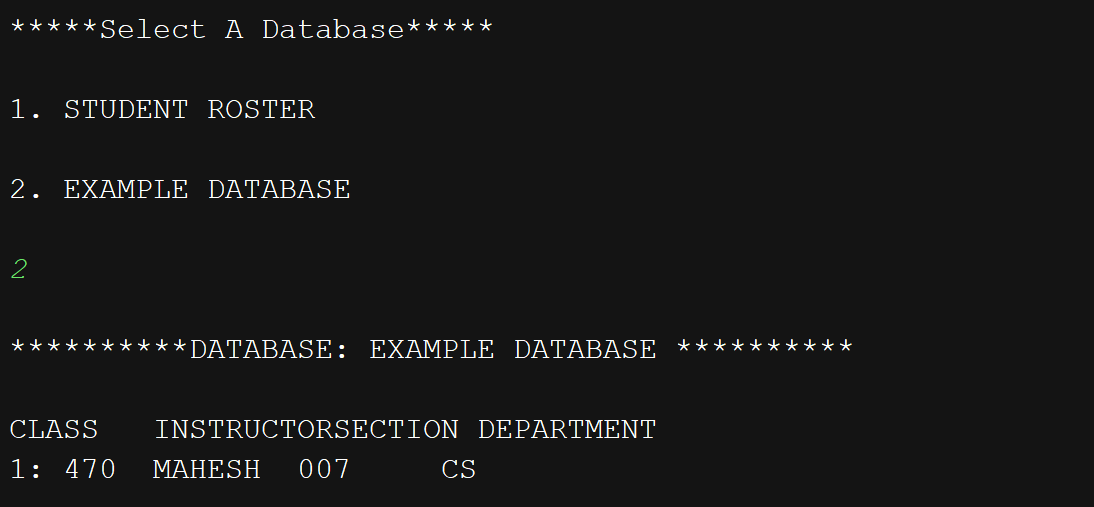 *****Select A Database*****
1. STUDENT ROSTER
2. EXAMPLE DATABASE
2
**********DATABASE: EXAMPLE DATABASE **********
CLASS   INSTRUCTORSECTION DEPARTMENT
1: 470  MAHESH  007     CS